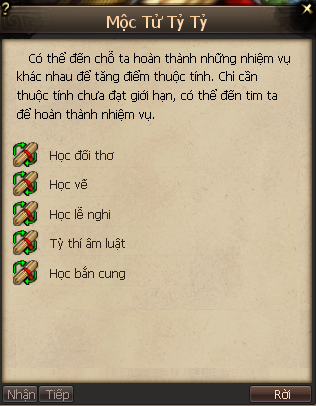 ?
Mộc Tử Tỷ Tỷ
Có thể đến chỗ ta hoàn thành những nhiệm vụ
khác nhau để tăng điểm thuộc tính. Chỉ cần
thuộc tính chưa đạt giới hạn, có thể đến tìm ta
để hoàn thành nhiệm vụ.
Học đối thơ
Học vẽ
Học lễ nghi
Tỷ thí âm luật
Học bắn cung
Nhận Tiếp Rời